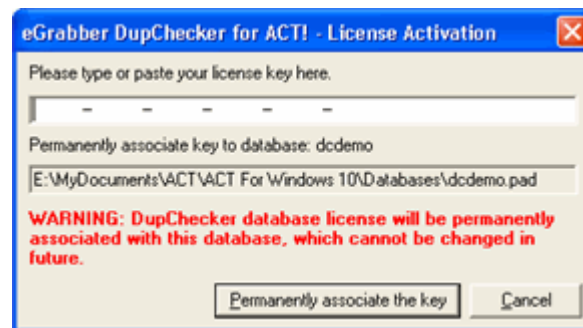 eGrabber DupChecker for ACT! - License Activation
Please type or paste your license key here.
– – – – –
Permanently associate key to database: dcdemo
E:\MyDocuments\ACT\ACT For Windows 10\Databases\dcdemo.pad
WARNING: DupChecker database license will be permanently
associated with this database, which cannot be changed in
future.
Permanently associate the key Cancel